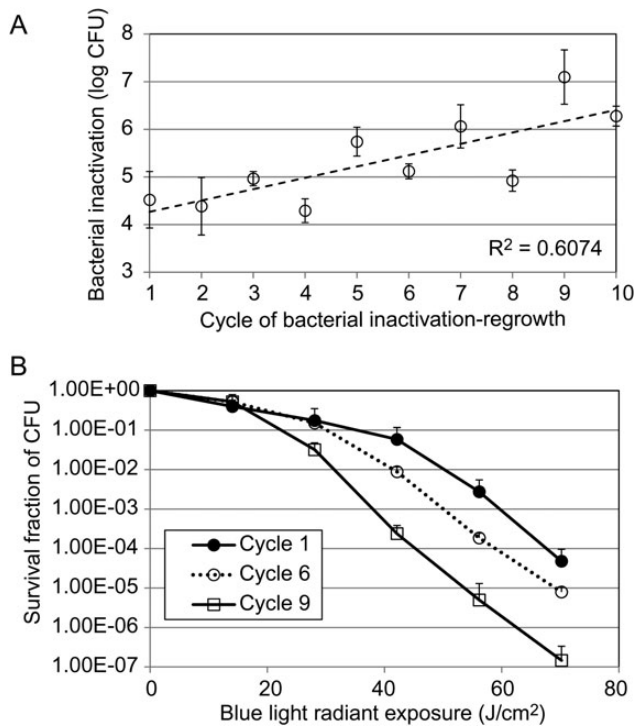 A
Bacterial inactivation (log CFU)
8
7
6
5
4
3
1 2 3 4 5 6 7 8 9 10
R² = 0.6074
Cycle of bacterial inactivation-regrowth
B
Survival fraction of CFU
1.00E+00
1.00E-01
1.00E-02
1.00E-03
1.00E-04
1.00E-05
1.00E-06
1.00E-07
Cycle 1
Cycle 6
Cycle 9
0 20 40 60 80
Blue light radiant exposure (J/cm²)